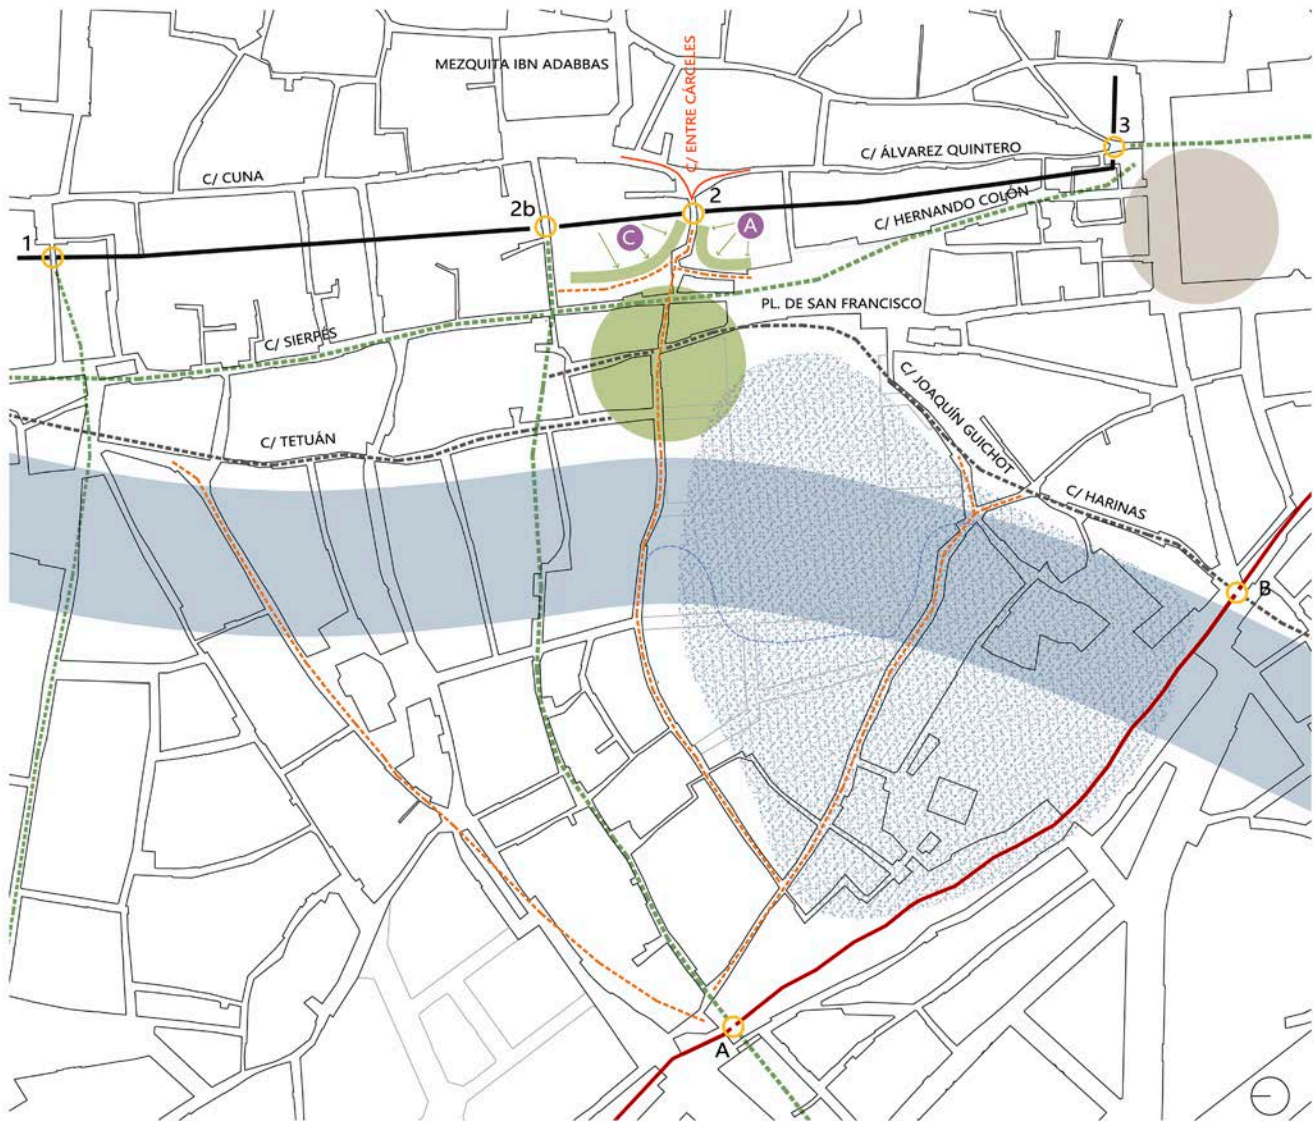 MEZQUITA IBN ADABBAS
C/ ENTRE CÁRCELES
3
C/ ÁLVAREZ QUINTERO
C/ CUNA
2
2b
C/ HERNANDO COLÓN
1
C
A
PL. DE SAN FRANCISCO
C/ SIERPES
C/ JOAQUÍN GUICHOT
C/ TETUÁN
C/ HARINAS
B
A